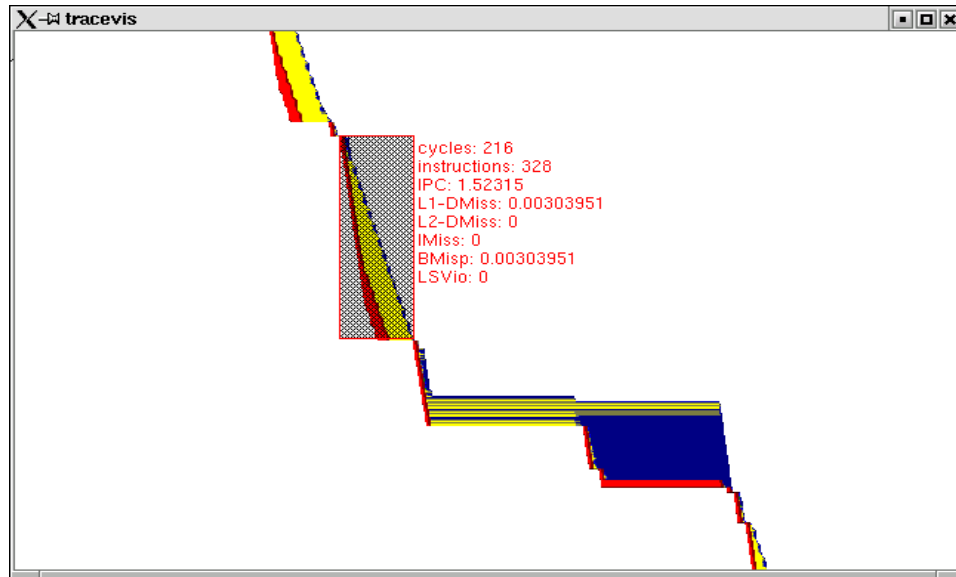 tracevis
cycles: 216
instructions: 328
IPC: 1.52315
L1-DMiss: 0.00303951
L2-DMiss: 0
IMiss: 0
BMisp: 0.00303951
LSVio: 0